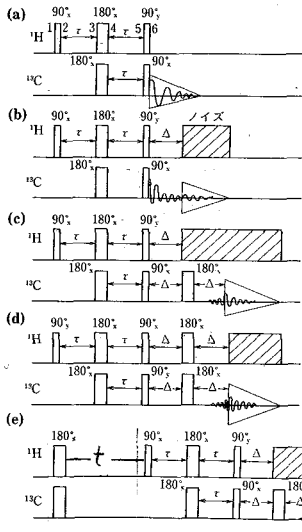 (a) 90°ₓ 180°ₓ 90°ᵧ
¹H 1 2 τ 3 4 τ 5 6
180°ₓ 90°ₓ
¹³C τ
(b) 90°ₓ 180°ₓ 90°ᵧ ノイズ
¹H τ τ Δ
180°ₓ 90°ₓ
¹³C τ
(c) 90°ₓ 180°ₓ 90°ᵧ
¹H τ τ Δ
180°ₓ 90°ₓ 180°ₓ
¹³C τ Δ Δ
(d) 90°ᵧ 180°ₓ 90°ₓ 180°ₓ
¹H τ τ Δ Δ
180°ₓ 90°ₓ 180°ₓ
¹³C τ Δ Δ
(e) 180°ₓ 90°ₓ 180°ₓ 90°ᵧ
¹H t τ τ Δ
180°ₓ 90°ₓ 180
¹³C τ Δ Δ